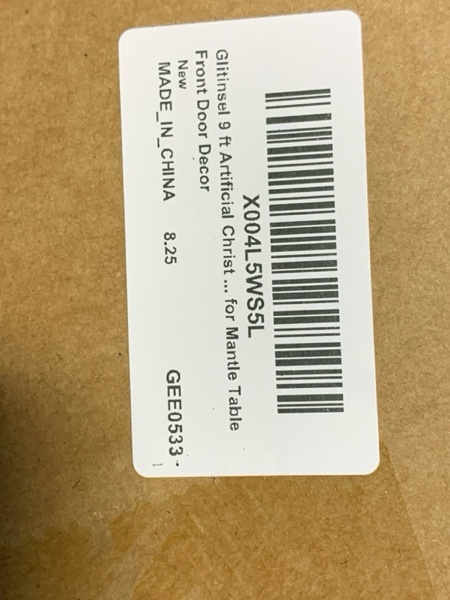 X004L5WS5L
Glitinsel 9 ft Artificial Christ ... for Mantle Table
Front Door Decor
New
MADE_IN_CHINA 8.25 GEE0533